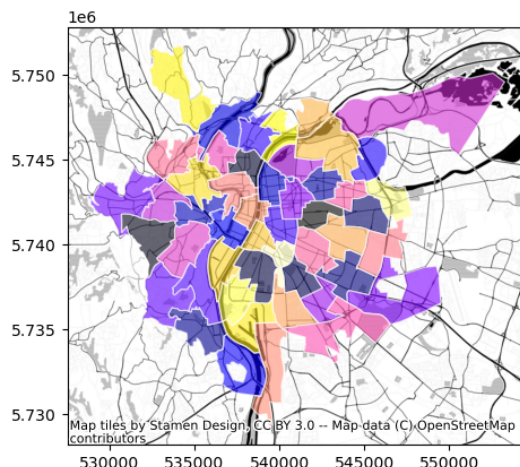 1e6
5.750
5.745
5.740
5.735
5.730
Map tiles by Stamen Design, CC BY 3.0 -- Map data (C) OpenStreetMap
contributors
530000 535000 540000 545000 550000